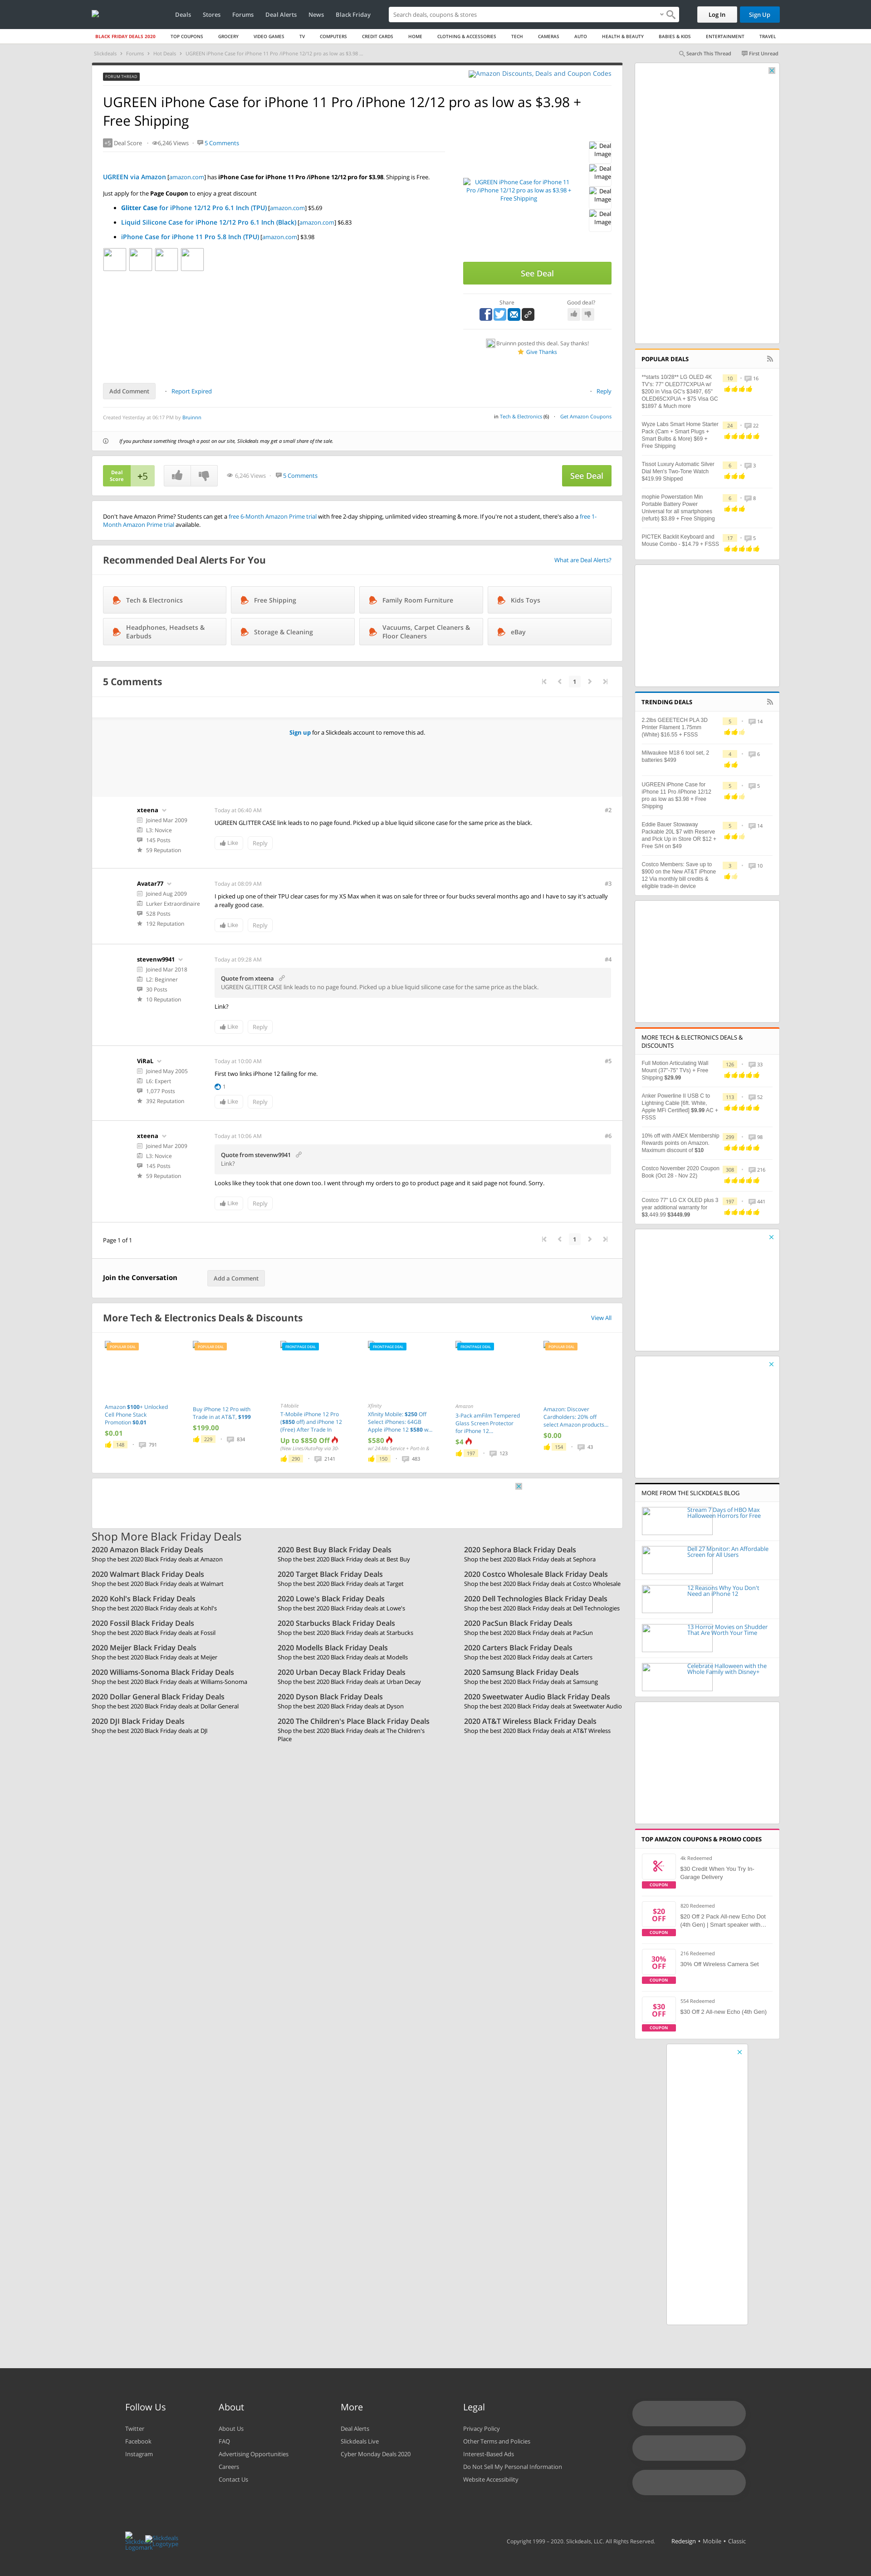 Deals Stores Forums Deal Alerts News Black Friday
Search deals, coupons & stores
Log In Sign Up
BLACK FRIDAY DEALS 2020 TOP COUPONS GROCERY VIDEO GAMES TV COMPUTERS CREDIT CARDS HOME CLOTHING & ACCESSORIES TECH CAMERAS AUTO HEALTH & BEAUTY BABIES & KIDS ENTERTAINMENT TRAVEL
Slickdeals Forums Hot Deals UGREEN iPhone Case for iPhone 11 Pro /iPhone 12/12 pro as low as $3.98 ...
Search This Thread First Unread
FORUM THREAD
Amazon Discounts, Deals and Coupon Codes
UGREEN iPhone Case for iPhone 11 Pro /iPhone 12/12 pro as low as $3.98 +
Free Shipping
+5 Deal Score 6,246 Views 5 Comments
UGREEN via Amazon [amazon.com] has iPhone Case for iPhone 11 Pro /iPhone 12/12 pro for $3.98. Shipping is Free.
Just apply for the Page Coupon to enjoy a great discount
Glitter Case for iPhone 12/12 Pro 6.1 Inch (TPU) [amazon.com] $5.69
Liquid Silicone Case for iPhone 12/12 Pro 6.1 Inch (Black) [amazon.com] $6.83
iPhone Case for iPhone 11 Pro 5.8 Inch (TPU) [amazon.com] $3.98
UGREEN iPhone Case for iPhone 11
Pro /iPhone 12/12 pro as low as $3.98 +
Free Shipping
Deal
Image
Deal
Image
Deal
Image
Deal
Image
See Deal
Share Good deal?
Bruinnn posted this deal. Say thanks!
Give Thanks
Add Comment Report Expired Reply
Created Yesterday at 06:17 PM by Bruinnn
in Tech & Electronics (6) Get Amazon Coupons
If you purchase something through a post on our site, Slickdeals may get a small share of the sale.
Deal
Score +5
6,246 Views 5 Comments
See Deal
Don't have Amazon Prime? Students can get a free 6-Month Amazon Prime trial with free 2-day shipping, unlimited video streaming & more. If you're not a student, there's also a free 1-
Month Amazon Prime trial available.
Recommended Deal Alerts For You
What are Deal Alerts?
Tech & Electronics
Free Shipping
Family Room Furniture
Kids Toys
Headphones, Headsets &
Earbuds
Storage & Cleaning
Vacuums, Carpet Cleaners &
Floor Cleaners
eBay
5 Comments
1
Sign up for a Slickdeals account to remove this ad.
xteena
Joined Mar 2009
L3: Novice
145 Posts
59 Reputation
Today at 06:40 AM #2
UGREEN GLITTER CASE link leads to no page found. Picked up a blue liquid silicone case for the same price as the black.
Like Reply
Avatar77
Joined Aug 2009
Lurker Extraordinaire
528 Posts
192 Reputation
Today at 08:09 AM #3
I picked up one of their TPU clear cases for my XS Max when it was on sale for three or four bucks several months ago and I have to say it's actually
a really good case.
Like Reply
stevenw9941
Joined Mar 2018
L2: Beginner
30 Posts
10 Reputation
Today at 09:28 AM #4
Quote from xteena
UGREEN GLITTER CASE link leads to no page found. Picked up a blue liquid silicone case for the same price as the black.
Link?
Like Reply
ViRaL
Joined May 2005
L6: Expert
1,077 Posts
392 Reputation
Today at 10:00 AM #5
First two links iPhone 12 failing for me.
1
Like Reply
xteena
Joined Mar 2009
L3: Novice
145 Posts
59 Reputation
Today at 10:06 AM #6
Quote from stevenw9941
Link?
Looks like they took that one down too. I went through my orders to go to product page and it said page not found. Sorry.
Like Reply
Page 1 of 1
1
Join the Conversation Add a Comment
More Tech & Electronics Deals & Discounts
View All
POPULAR DEAL
Amazon $100+ Unlocked
Cell Phone Stack
Promotion $0.01
$0.01
148 791
POPULAR DEAL
Buy iPhone 12 Pro with
Trade in at AT&T, $199
$199.00
229 834
FRONTPAGE DEAL
T-Mobile
T-Mobile iPhone 12 Pro
($850 off) and iPhone 12
(Free) After Trade in
Up to $850 Off
290 2141
FRONTPAGE DEAL
Xfinity
Xfinity Mobile: $250 Off
Select iPhones: 64GB
Apple iPhone 12 $580 w...
$580
w/ 24-Mo Service + Port-In &
150 483
FRONTPAGE DEAL
Amazon
3-Pack amFilm Tempered
Glass Screen Protector
for iPhone 12...
$4
197 123
POPULAR DEAL
Amazon: Discover
Cardholders: 20% off
select Amazon products...
$0.00
154 43
Shop More Black Friday Deals
2020 Amazon Black Friday Deals
Shop the best 2020 Black Friday deals at Amazon
2020 Best Buy Black Friday Deals
Shop the best 2020 Black Friday deals at Best Buy
2020 Sephora Black Friday Deals
Shop the best 2020 Black Friday deals at Sephora
2020 Walmart Black Friday Deals
Shop the best 2020 Black Friday deals at Walmart
2020 Target Black Friday Deals
Shop the best 2020 Black Friday deals at Target
2020 Costco Wholesale Black Friday Deals
Shop the best 2020 Black Friday deals at Costco Wholesale
2020 Kohl's Black Friday Deals
Shop the best 2020 Black Friday deals at Kohl's
2020 Lowe's Black Friday Deals
Shop the best 2020 Black Friday deals at Lowe's
2020 Dell Technologies Black Friday Deals
Shop the best 2020 Black Friday deals at Dell Technologies
2020 Fossil Black Friday Deals
Shop the best 2020 Black Friday deals at Fossil
2020 Starbucks Black Friday Deals
Shop the best 2020 Black Friday deals at Starbucks
2020 PacSun Black Friday Deals
Shop the best 2020 Black Friday deals at PacSun
2020 Meijer Black Friday Deals
Shop the best 2020 Black Friday deals at Meijer
2020 Modells Black Friday Deals
Shop the best 2020 Black Friday deals at Modells
2020 Carters Black Friday Deals
Shop the best 2020 Black Friday deals at Carters
2020 Williams-Sonoma Black Friday Deals
Shop the best 2020 Black Friday deals at Williams-Sonoma
2020 Urban Decay Black Friday Deals
Shop the best 2020 Black Friday deals at Urban Decay
2020 Samsung Black Friday Deals
Shop the best 2020 Black Friday deals at Samsung
2020 Dollar General Black Friday Deals
Shop the best 2020 Black Friday deals at Dollar General
2020 Dyson Black Friday Deals
Shop the best 2020 Black Friday deals at Dyson
2020 Sweetwater Audio Black Friday Deals
Shop the best 2020 Black Friday deals at Sweetwater Audio
2020 DJI Black Friday Deals
Shop the best 2020 Black Friday deals at DJI
2020 The Children's Place Black Friday Deals
Shop the best 2020 Black Friday deals at The Children's
Place
2020 AT&T Wireless Black Friday Deals
Shop the best 2020 Black Friday deals at AT&T Wireless
POPULAR DEALS
**starts 10/28** LG OLED 4K
TV's: 77" OLED77CXPUA w/
$200 in Visa GC's $3497, 65"
OLED65CXPUA + $75 Visa GC
$1897 & Much more
10 16
Wyze Labs Smart Home Starter
Pack (Cam + Smart Plugs +
Smart Bulbs & More) $69 +
Free Shipping
24 22
Tissot Luxury Automatic Silver
Dial Men's Two-Tone Watch
$419.99 Shipped
6 3
mophie Powerstation Min
Portable Battery Power
Universal for all smartphones
(refurb) $3.89 + Free Shipping
6 8
PICTEK Backlit Keyboard and
Mouse Combo - $14.79 + FSSS
17 5
TRENDING DEALS
2.2lbs GEEETECH PLA 3D
Printer Filament 1.75mm
(White) $16.55 + FSSS
5 14
Milwaukee M18 6 tool set, 2
batteries $499
4 6
UGREEN iPhone Case for
iPhone 11 Pro /iPhone 12/12
pro as low as $3.98 + Free
Shipping
5 5
Eddie Bauer Stowaway
Packable 20L $7 with Reserve
and Pick Up in Store OR $12 +
Free S/H on $49
5 14
Costco Members: Save up to
$900 on the New AT&T iPhone
12 Via monthly bill credits &
eligible trade-in device
3 10
MORE TECH & ELECTRONICS DEALS &
DISCOUNTS
Full Motion Articulating Wall
Mount (37"-75" TVs) + Free
Shipping $29.99
126 33
Anker Powerline II USB C to
Lightning Cable [6ft, White,
Apple MFi Certified] $9.99 AC +
FSSS
113 52
10% off with AMEX Membership
Rewards points on Amazon.
Maximum discount of $10
299 98
Costco November 2020 Coupon
Book (Oct 28 - Nov 22)
308 216
Costco 77" LG CX OLED plus 3
year additional warranty for
$3,449.99 $3449.99
197 441
MORE FROM THE SLICKDEALS BLOG
Stream 7 Days of HBO Max
Halloween Horrors for Free
Dell 27 Monitor: An Affordable
Screen for All Users
12 Reasons Why You Don't
Need an iPhone 12
13 Horror Movies on Shudder
That Are Worth Your Time
Celebrate Halloween with the
Whole Family with Disney+
TOP AMAZON COUPONS & PROMO CODES
COUPON
4k Redeemed
$30 Credit When You Try In-
Garage Delivery
$20
OFF
COUPON
820 Redeemed
$20 Off 2 Pack All-new Echo Dot
(4th Gen) | Smart speaker with...
30%
OFF
COUPON
216 Redeemed
30% Off Wireless Camera Set
$30
OFF
COUPON
554 Redeemed
$30 Off 2 All-new Echo (4th Gen)
Follow Us
Twitter
Facebook
Instagram
About
About Us
FAQ
Advertising Opportunities
Careers
Contact Us
More
Deal Alerts
Slickdeals Live
Cyber Monday Deals 2020
Legal
Privacy Policy
Other Terms and Policies
Interest-Based Ads
Do Not Sell My Personal Information
Website Accessibility
Copyright 1999 – 2020. Slickdeals, LLC. All Rights Reserved. Redesign • Mobile • Classic